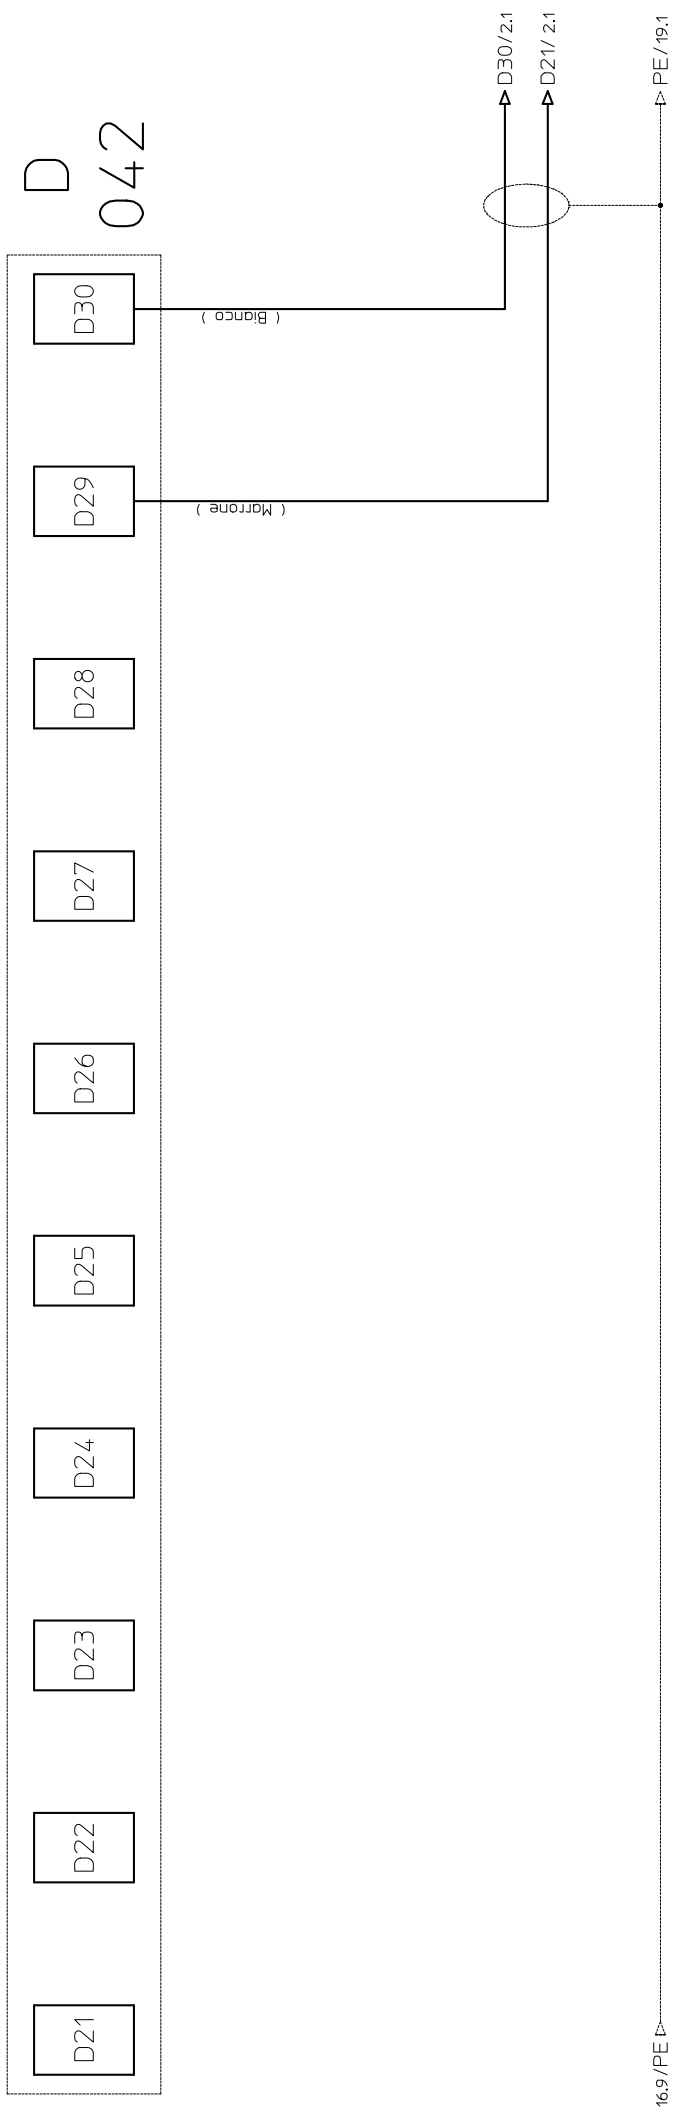 D
042
D21
D22
D23
D24
D25
D26
D27
D28
D29
D30
( Marrone )
( Bianco )
D30/2.1
D21/2.1
16.9/PE
PE/19.1